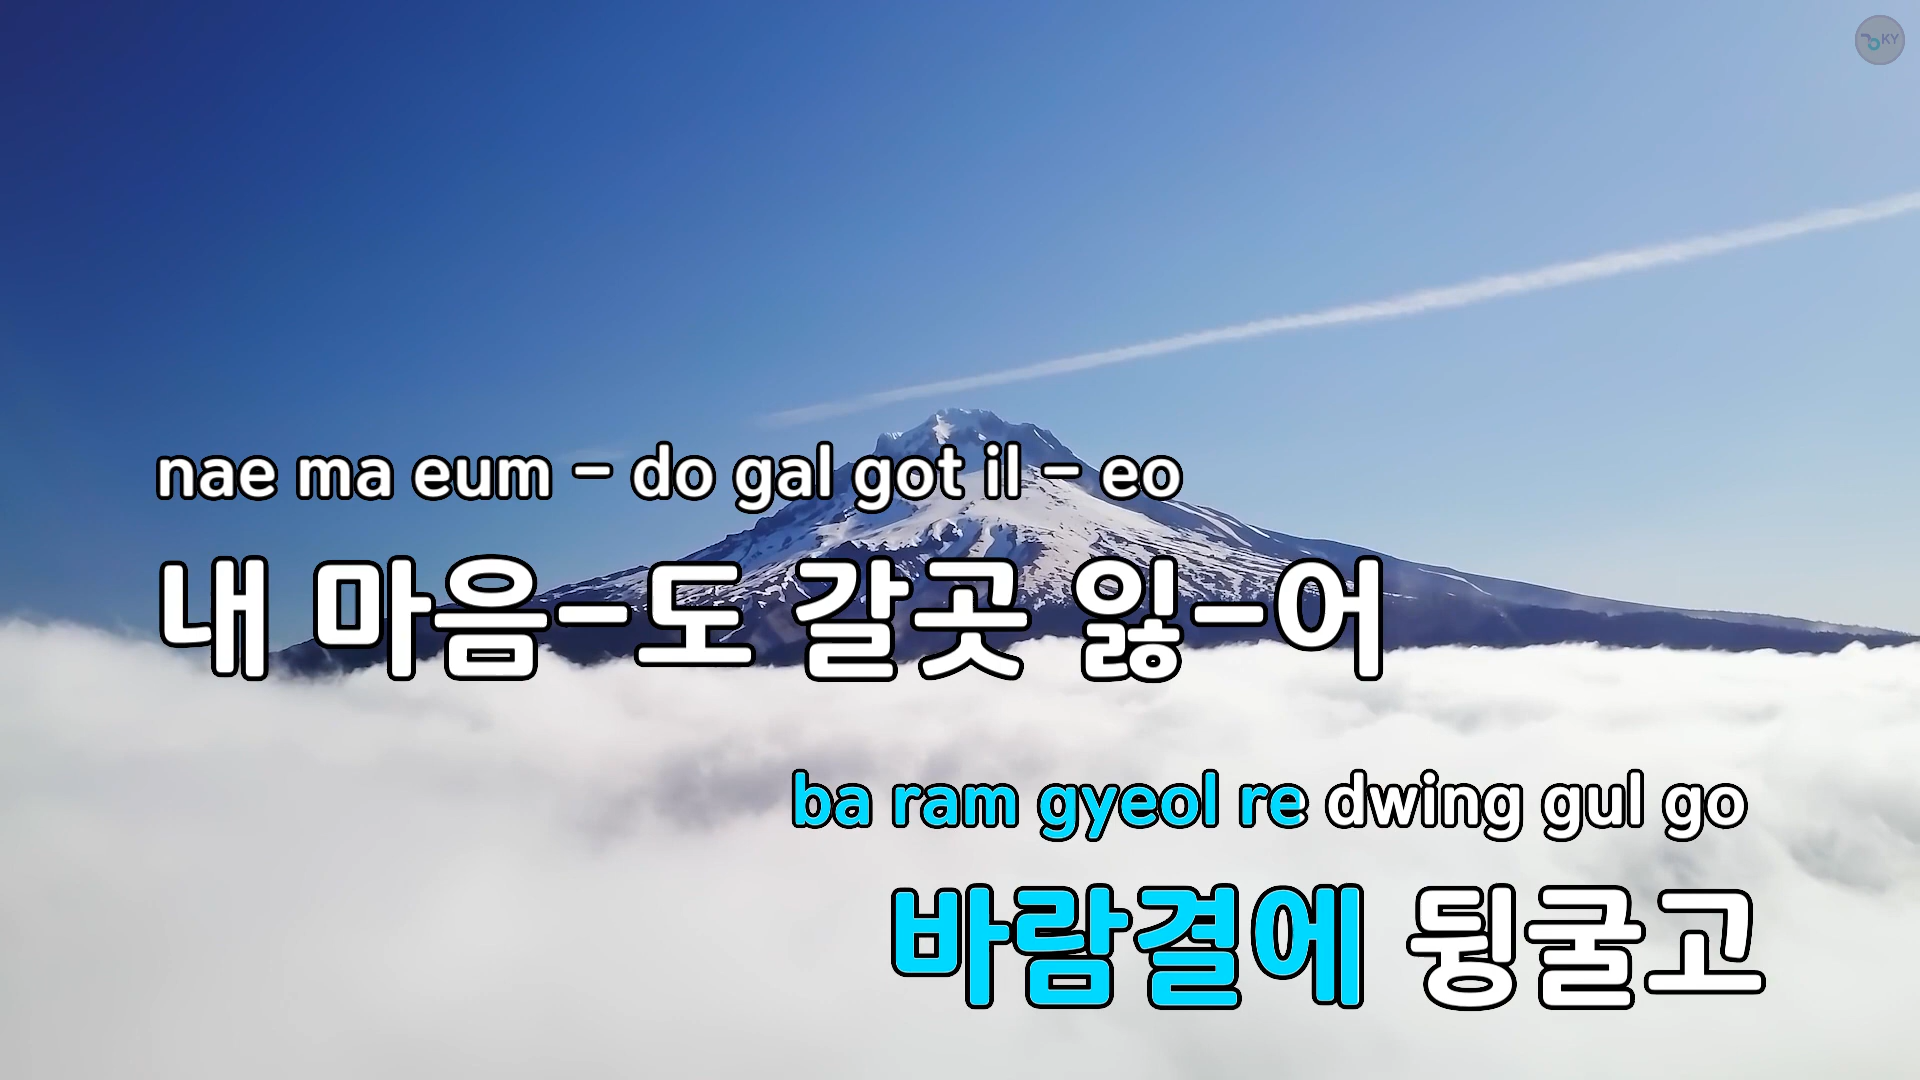 KY
nae ma eum - do gal got il - eo
내 마음-도 갈곳 잃-어
ba ram gyeol re dwing gul go
바람결에 뒹굴고